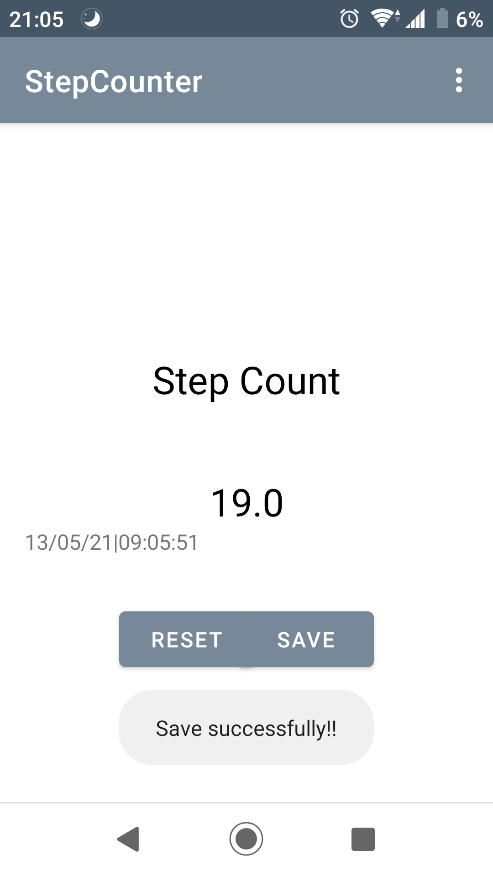 21:05 6%
StepCounter
Step Count
19.0
13/05/21|09:05:51
RESET SAVE
Save successfully!!